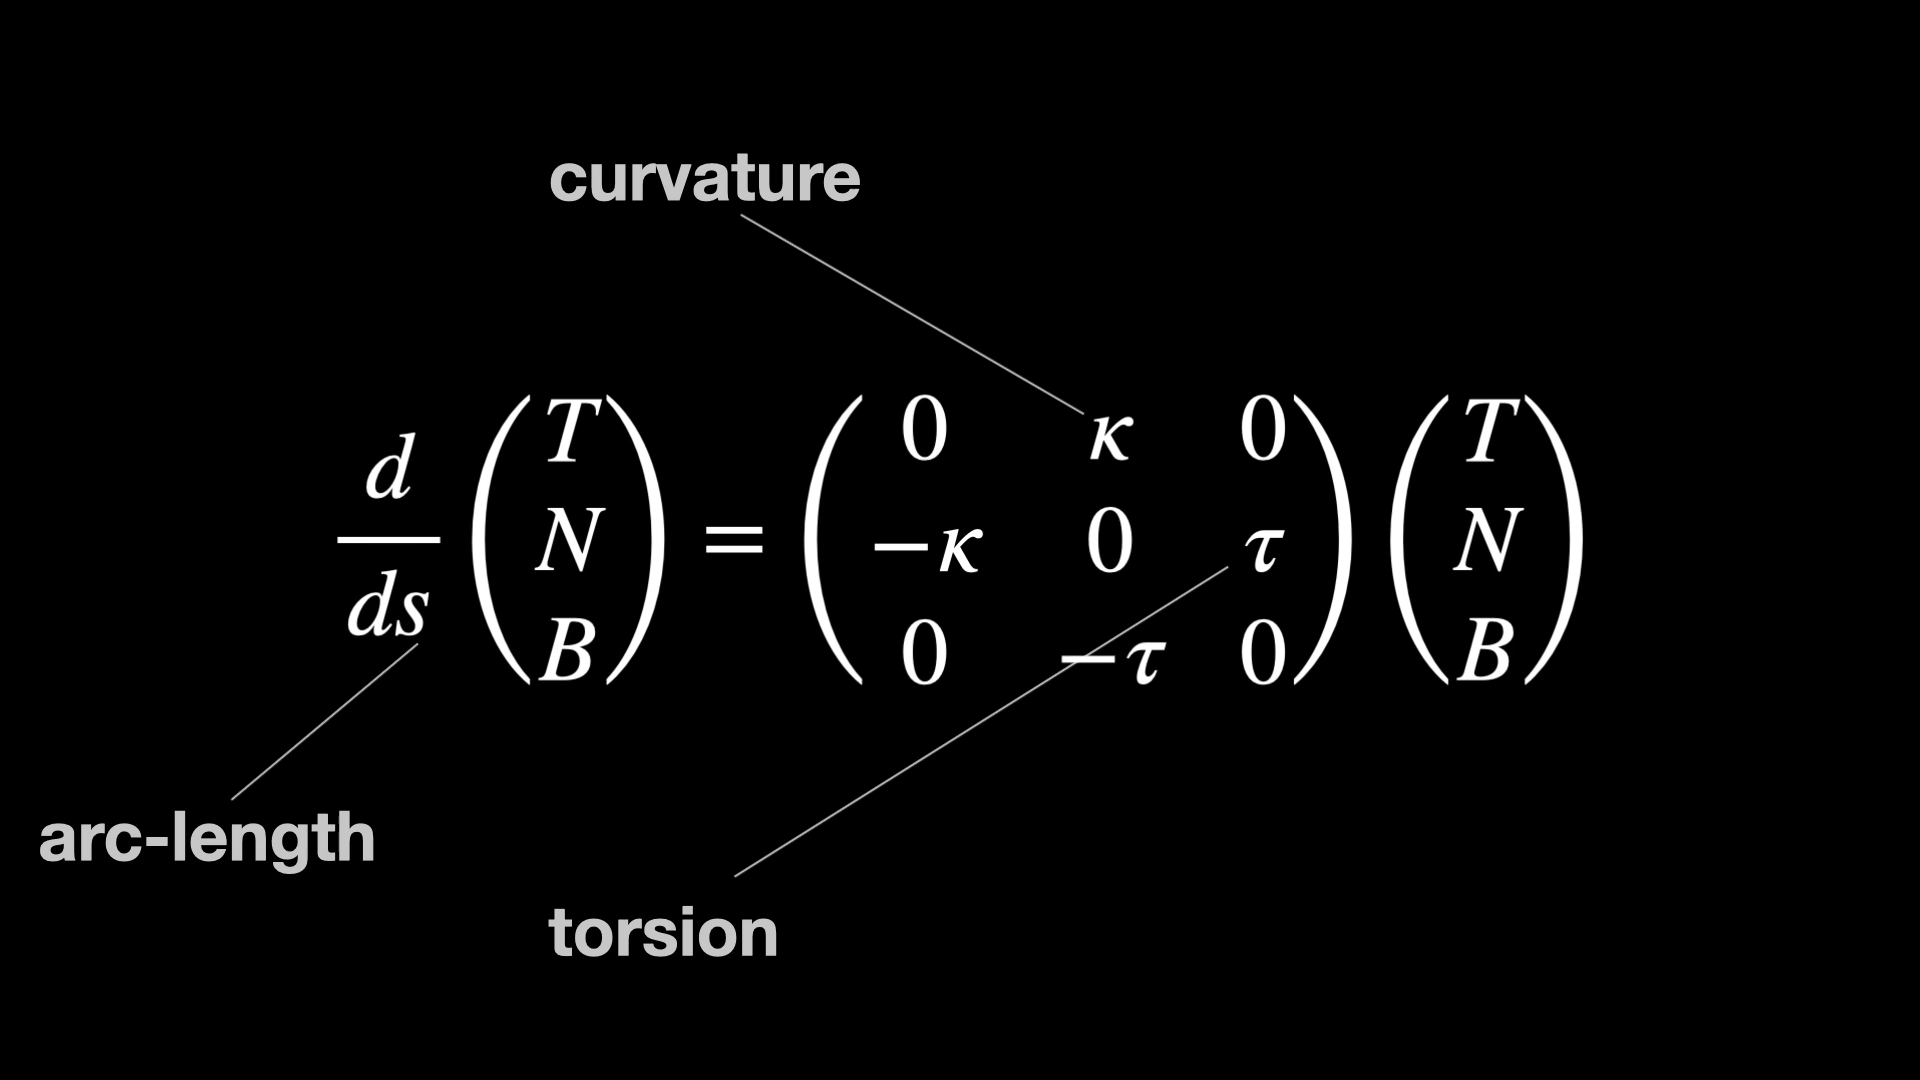 curvature
d/ds (T N B) = (0 κ 0 −κ 0 τ 0 −τ 0) (T N B)
arc-length
torsion